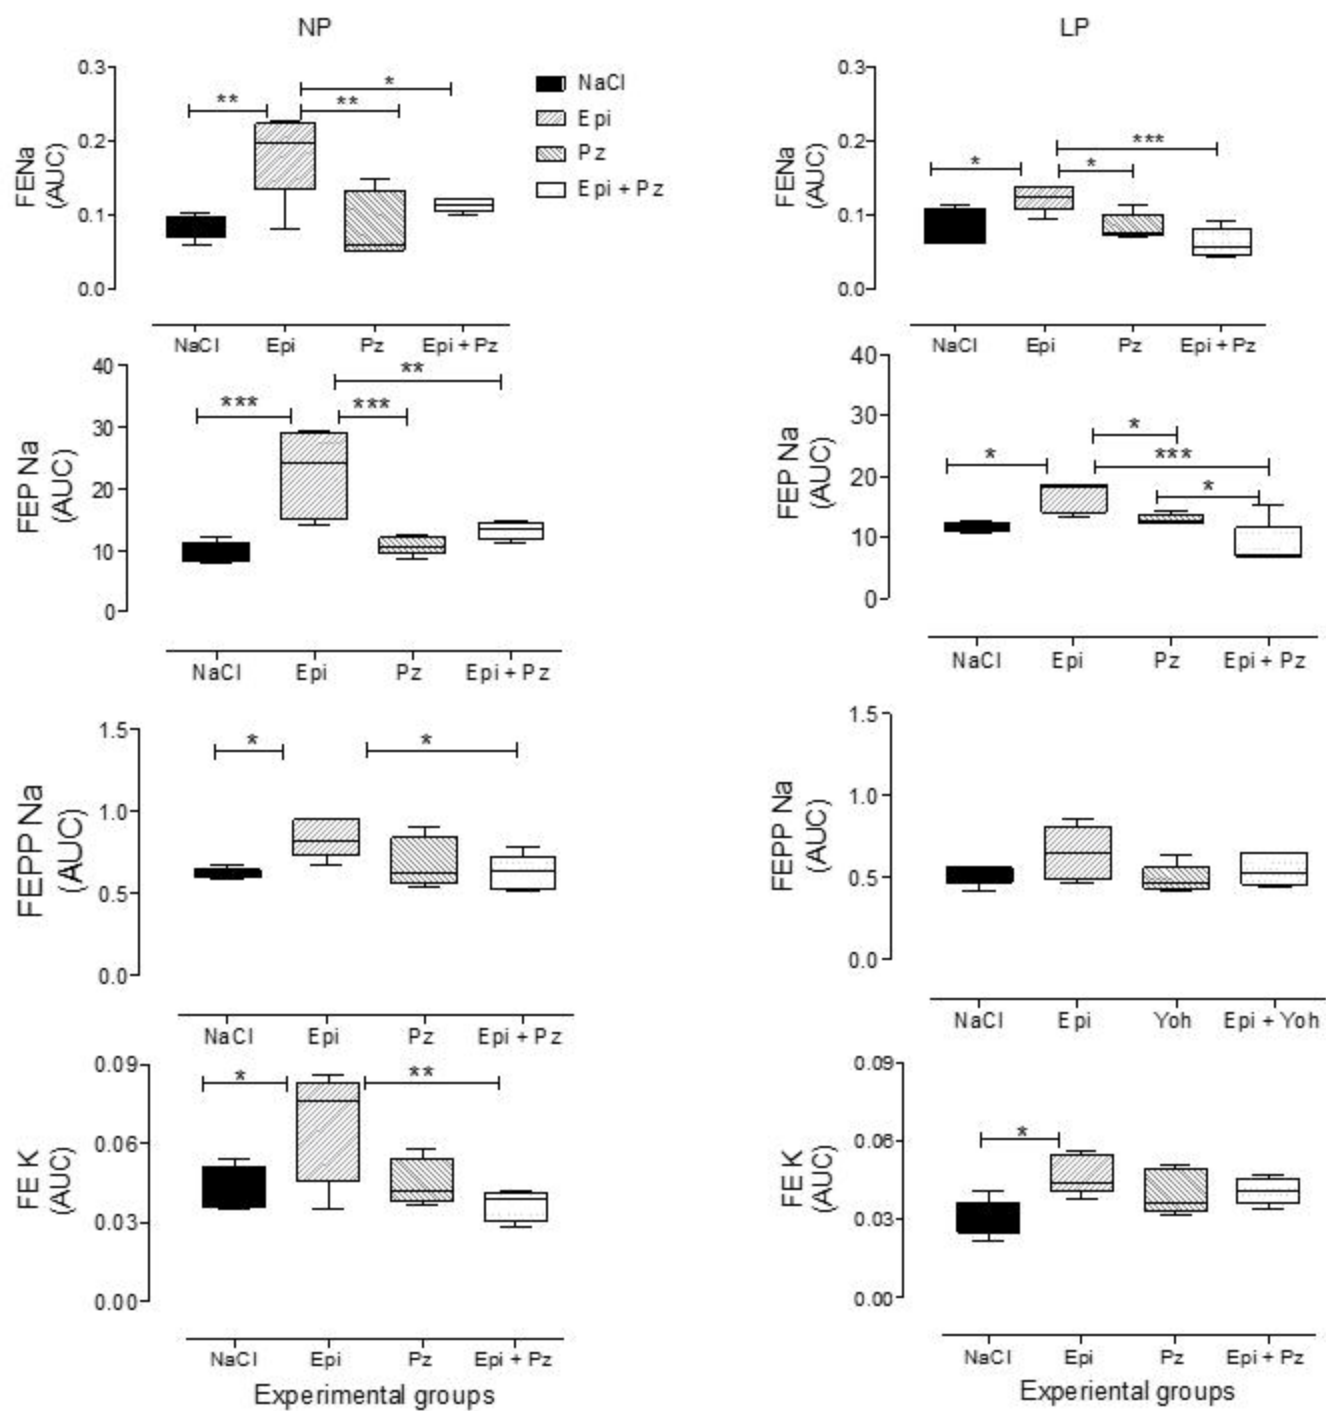 NP
LP
0.3
0.2
0.1
0.0
FENa
(AUC)
** ** *
NaCl
Epi
Pz
Epi + Pz
NaCl Epi Pz Epi + Pz
0.3
0.2
0.1
0.0
FENa
(AUC)
* * ***
NaCl Epi Pz Epi + Pz
40
30
20
10
0
FEP Na
(AUC)
*** *** **
NaCl Epi Pz Epi + Pz
40
30
20
10
0
FEP Na
(AUC)
* * *** *
NaCl Epi Pz Epi + Pz
1.5
1.0
0.5
0.0
FEPP Na
(AUC)
* *
NaCl Epi Pz Epi + Pz
1.5
1.0
0.5
0.0
FEPP Na
(AUC)
NaCl Epi Yoh Epi + Yoh
0.09
0.06
0.03
0.00
FE K
(AUC)
* **
NaCl Epi Pz Epi + Pz
Experimental groups
0.09
0.06
0.03
0.00
FE K
(AUC)
*
NaCl Epi Pz Epi + Pz
Experiental groups